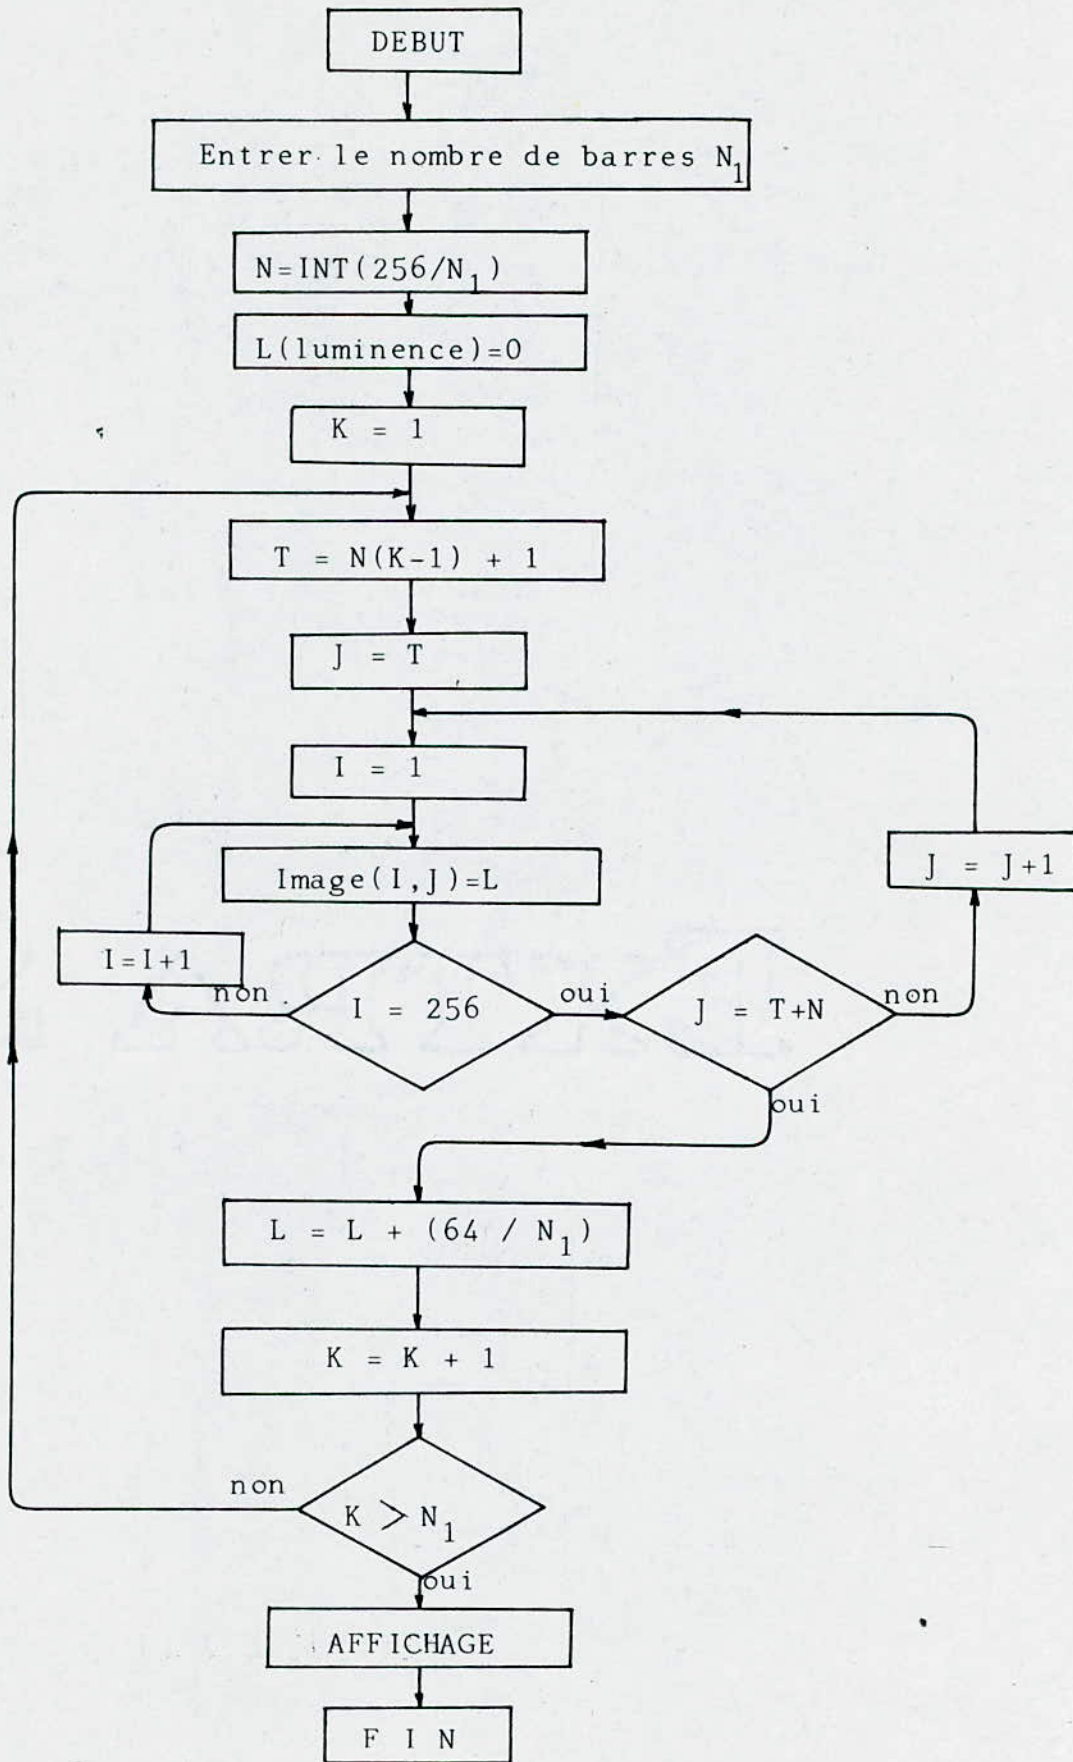 DEBUT
Entrer le nombre de barres N₁
N=INT(256/N₁)
L(luminence)=0
K = 1
T = N(K-1) + 1
J = T
I = 1
Image(I,J)=L
J = J+1
I=I+1
non
I = 256
oui
J = T+N
non
oui
L = L + (64 / N₁)
K = K + 1
non
K > N₁
oui
AFFICHAGE
F I N